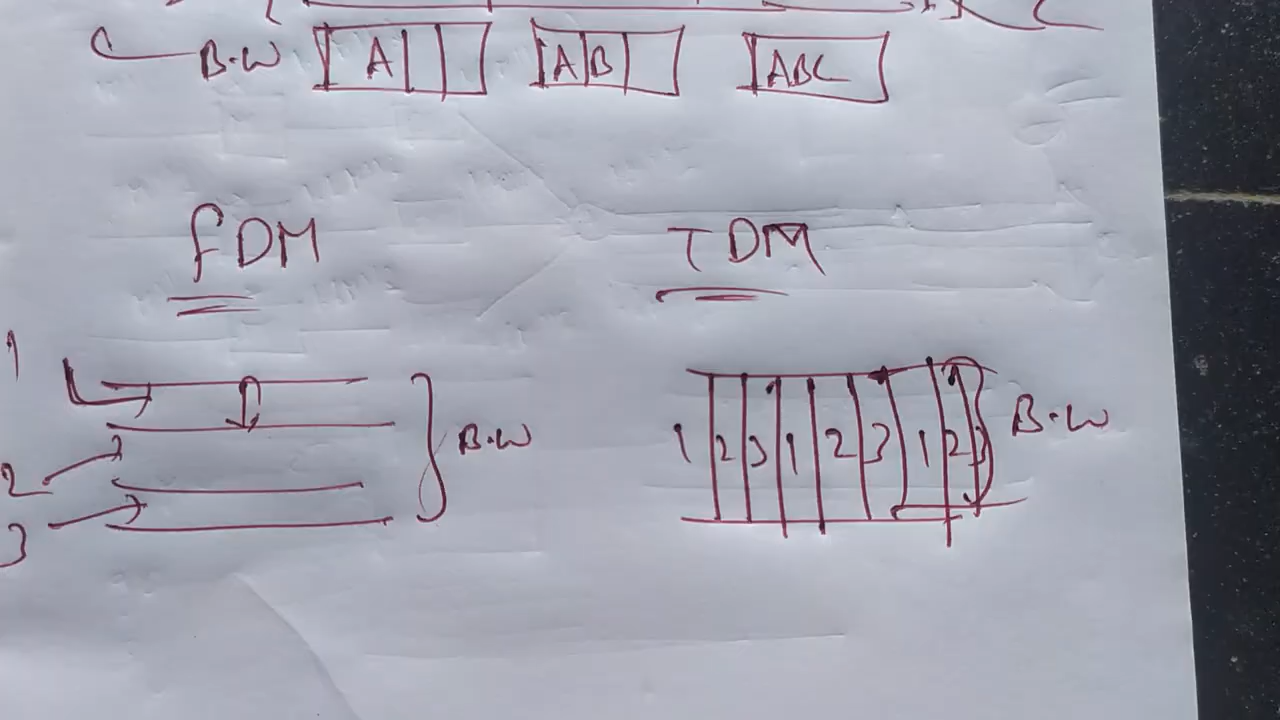 B.W A A B ABC
FDM TDM
1
B.W
2
3
1 2 3 1 2 3 1 2 3 B.W